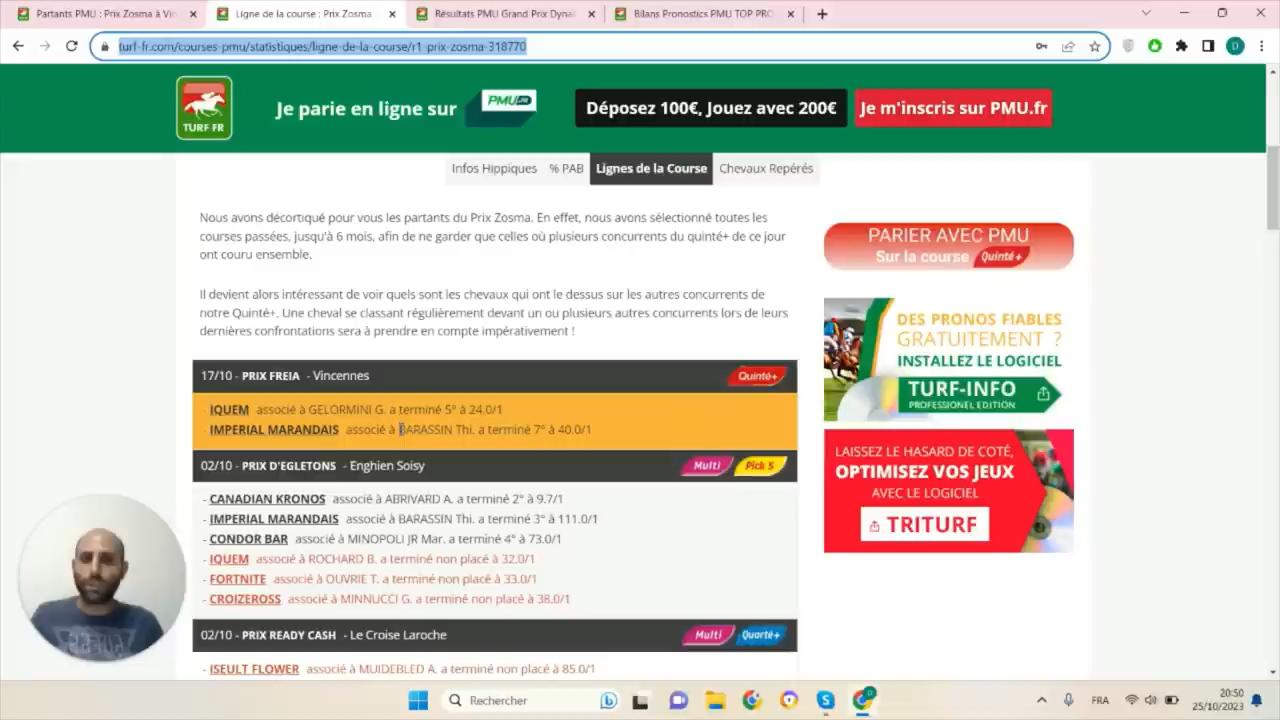 Partants PMU : Prix Zosma à Vin
Ligne de la course : Prix Zosma
Résultats PMU Grand Prix Dyna
Bilans Pronostics PMU TOP PRO
turf-fr.com/courses-pmu/statistiques/ligne-de-la-course/r1-prix-zosma-318770
D
TURF FR
Je parie en ligne sur
PMU.fr
Déposez 100€, Jouez avec 200€
Je m'inscris sur PMU.fr
Infos Hippiques
% PAB
Lignes de la Course
Chevaux Repérés
Nous avons décortiqué pour vous les partants du Prix Zosma. En effet, nous avons sélectionné toutes les
courses passées, jusqu'à 6 mois, afin de ne garder que celles où plusieurs concurrents du quinté+ de ce jour
ont couru ensemble.
Il devient alors intéressant de voir quels sont les chevaux qui ont le dessus sur les autres concurrents de
notre Quinté+. Une cheval se classant régulièrement devant un ou plusieurs autres concurrents lors de leurs
dernières confrontations sera à prendre en compte impérativement !
17/10 - PRIX FREIA - Vincennes
Quinté+
- IQUEM associé à GELORMINI G. a terminé 5° à 24.0/1
- IMPERIAL MARANDAIS associé à BARASSIN Thi. a terminé 7° à 40.0/1
02/10 - PRIX D'EGLETONS - Enghien Soisy
Multi
Pick 5
- CANADIAN KRONOS associé à ABRIVARD A. a terminé 2° à 9.7/1
- IMPERIAL MARANDAIS associé à BARASSIN Thi. a terminé 3° à 111.0/1
- CONDOR BAR associé à MINOPOLI JR Mar. a terminé 4° à 73.0/1
- IQUEM associé à ROCHARD B. a terminé non placé à 32.0/1
- FORTNITE associé à OUVRIE T. a terminé non placé à 33.0/1
- CROIZEROSS associé à MINNUCCI G. a terminé non placé à 38.0/1
02/10 - PRIX READY CASH - Le Croise Laroche
Multi
Quarté+
- ISEULT FLOWER associé à MUIDEBLED A. a terminé non placé à 85.0/1
PARIER AVEC PMU
Sur la course Quinté+
DES PRONOS FIABLES
GRATUITEMENT ?
INSTALLEZ LE LOGICIEL
TURF-INFO
PROFESSIONEL EDITION
LAISSEZ LE HASARD DE COTÉ,
OPTIMISEZ VOS JEUX
AVEC LE LOGICIEL
TRITURF
Rechercher
FRA
20:50
25/10/2023